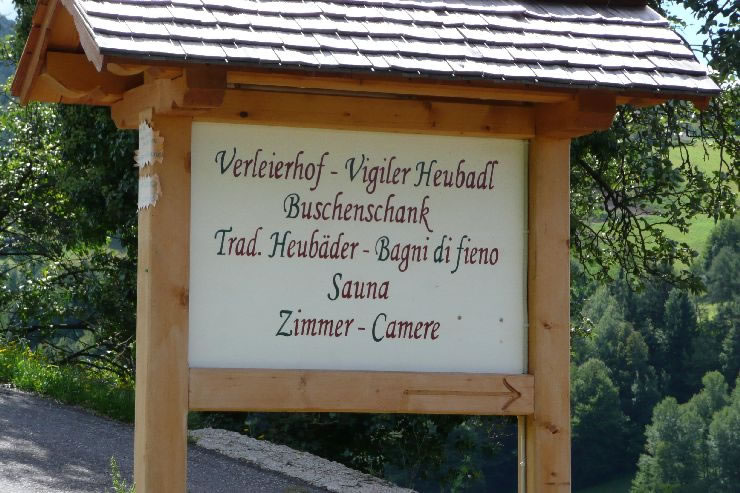 Verleierhof - Vigiler Heubadl
Buschenschank
Trad. Heubäder - Bagni di fieno
Sauna
Zimmer - Camere